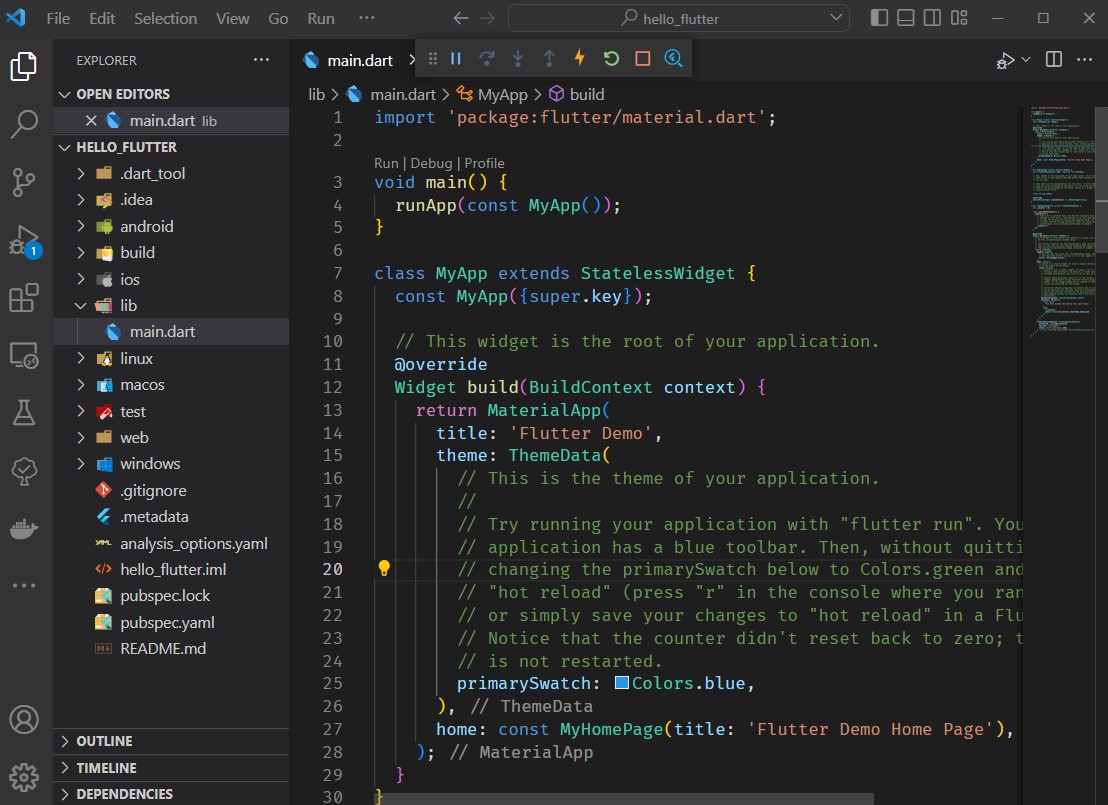 File Edit Selection View Go Run ··· hello_flutter
EXPLORER ···
OPEN EDITORS
main.dart lib
HELLO_FLUTTER
.dart_tool
.idea
android
build
ios
lib
main.dart
linux
macos
test
web
windows
.gitignore
.metadata
analysis_options.yaml
hello_flutter.iml
pubspec.lock
pubspec.yaml
README.md
OUTLINE
TIMELINE
DEPENDENCIES
1
main.dart
lib > main.dart > MyApp > build
1 import 'package:flutter/material.dart';
2
Run | Debug | Profile
3 void main() {
4 runApp(const MyApp());
5 }
6
7 class MyApp extends StatelessWidget {
8 const MyApp({super.key});
9
10 // This widget is the root of your application.
11 @override
12 Widget build(BuildContext context) {
13 return MaterialApp(
14 title: 'Flutter Demo',
15 theme: ThemeData(
16 // This is the theme of your application.
17 //
18 // Try running your application with "flutter run". You
19 // application has a blue toolbar. Then, without quitti
20 // changing the primarySwatch below to Colors.green and
21 // "hot reload" (press "r" in the console where you ran
22 // or simply save your changes to "hot reload" in a Flu
23 // Notice that the counter didn't reset back to zero; t
24 // is not restarted.
25 primarySwatch: Colors.blue,
26 ), // ThemeData
27 home: const MyHomePage(title: 'Flutter Demo Home Page'),
28 ); // MaterialApp
29 }
30 }